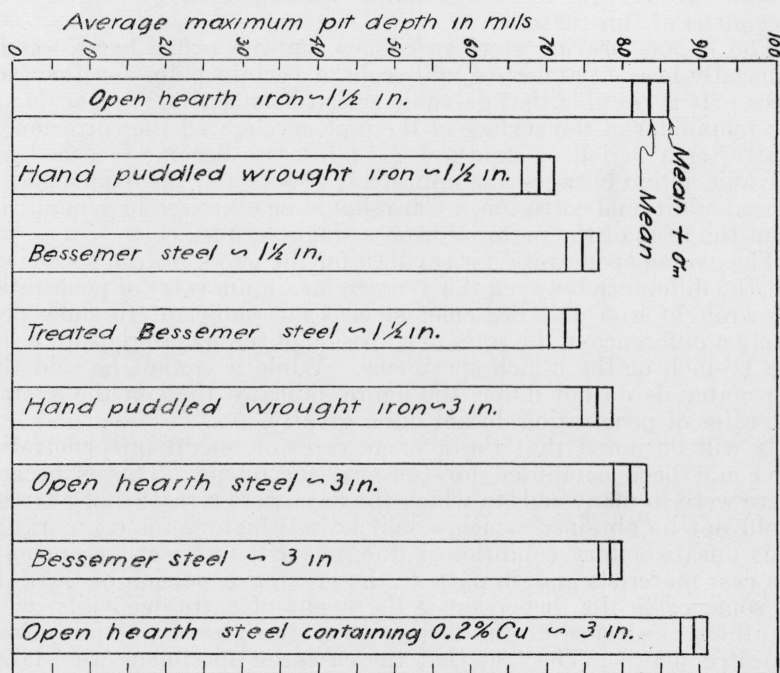 Average maximum pit depth in mils
0 10 20 30 40 50 60 70 80 90 100
Open hearth iron ~ 1½ in.
Mean + σm
Mean
Hand puddled wrought iron ~ 1½ in.
Bessemer steel ~ 1½ in.
Treated Bessemer steel ~ 1½ in.
Hand puddled wrought iron ~ 3 in.
Open hearth steel ~ 3 in.
Bessemer steel ~ 3 in
Open hearth steel containing 0.2% Cu ~ 3 in.